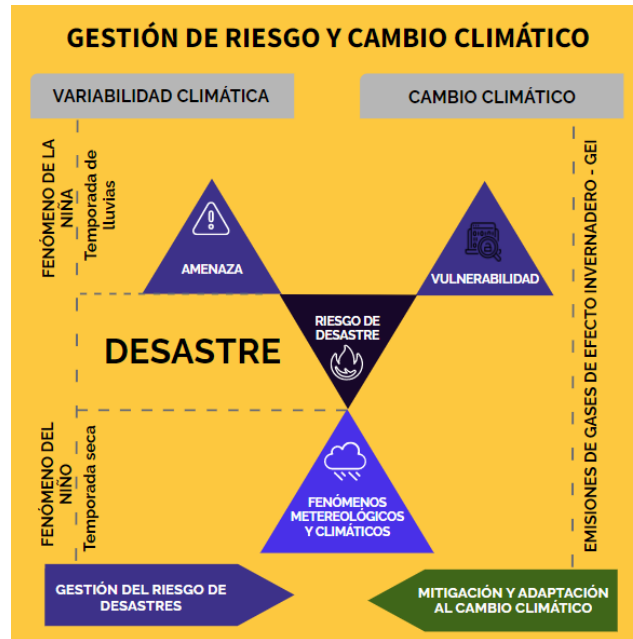 GESTIÓN DE RIESGO Y CAMBIO CLIMÁTICO
VARIABILIDAD CLIMÁTICA
CAMBIO CLIMÁTICO
FENÓMENO DE LA
NIÑA
Temporada de
lluvias
AMENAZA
VULNERABILIDAD
RIESGO DE
DESASTRE
DESASTRE
FENÓMENO DEL
NIÑO
Temporada seca
FENÓMENOS
METEREOLÓGICOS
Y CLIMÁTICOS
EMISIONES DE GASES DE EFECTO INVERNADERO - GEI
GESTIÓN DEL RIESGO DE
DESASTRES
MITIGACIÓN Y ADAPTACIÓN
AL CAMBIO CLIMÁTICO